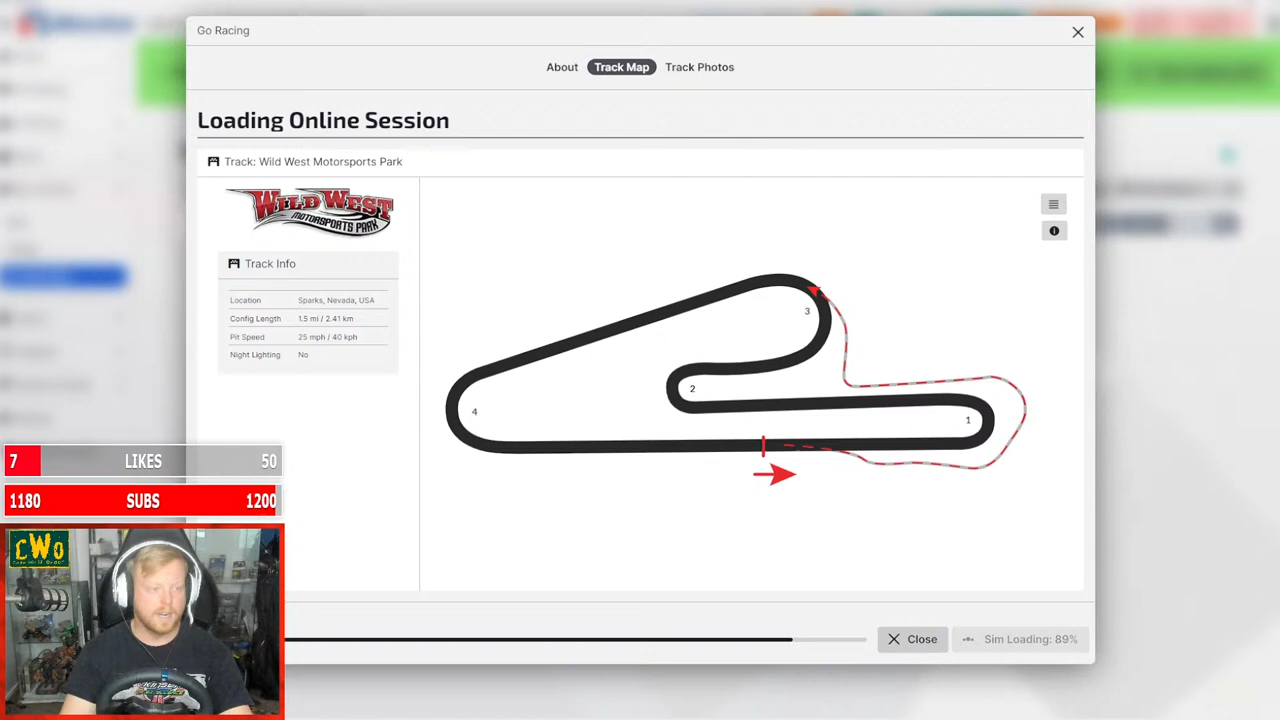 Go Racing
About Track Map Track Photos
Loading Online Session
Track: Wild West Motorsports Park
WILD WEST
MOTORSPORTS PARK
Track Info
Location Sparks, Nevada, USA
Config Length 1.5 mi / 2.41 km
Pit Speed 25 mph / 40 kph
Night Lighting No
3
2
4
1
7 LIKES 50
1180 SUBS 1200
CWO
Close
Sim Loading: 89%